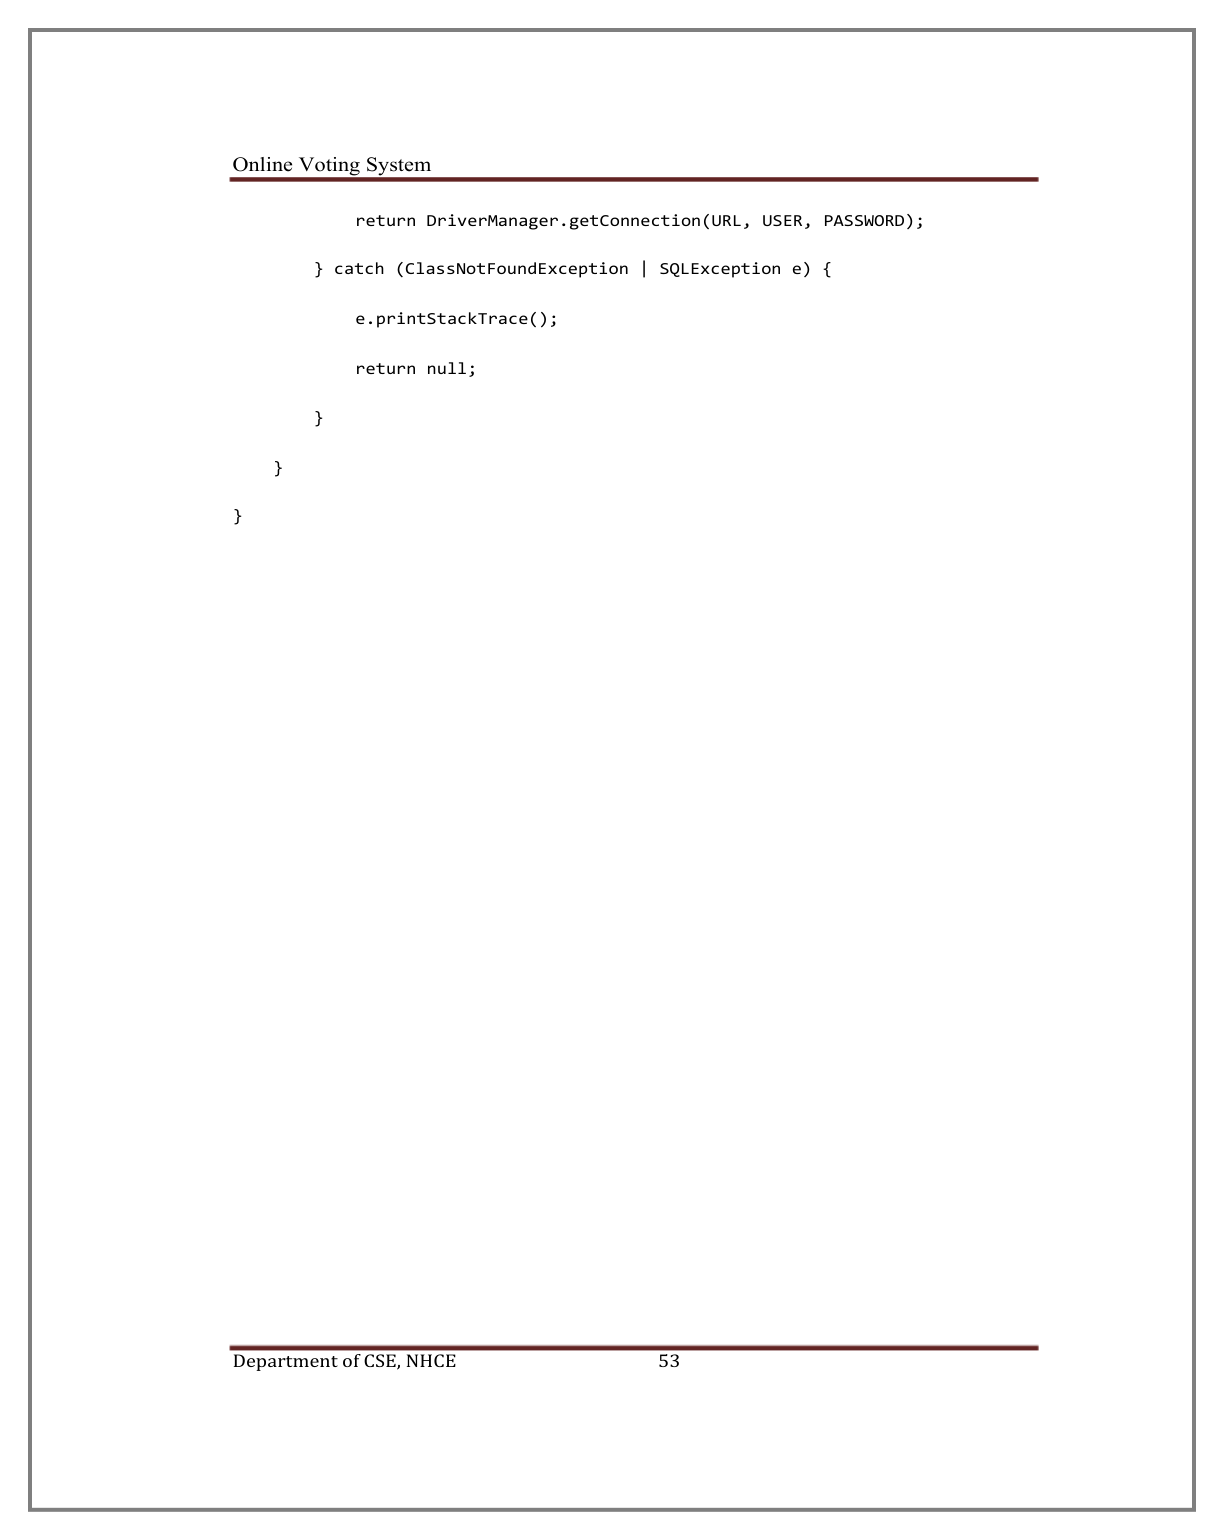 Online Voting System
            return DriverManager.getConnection(URL, USER, PASSWORD);
        } catch (ClassNotFoundException | SQLException e) {
            e.printStackTrace();
            return null;
        }
    }
}
Department of CSE, NHCE 53